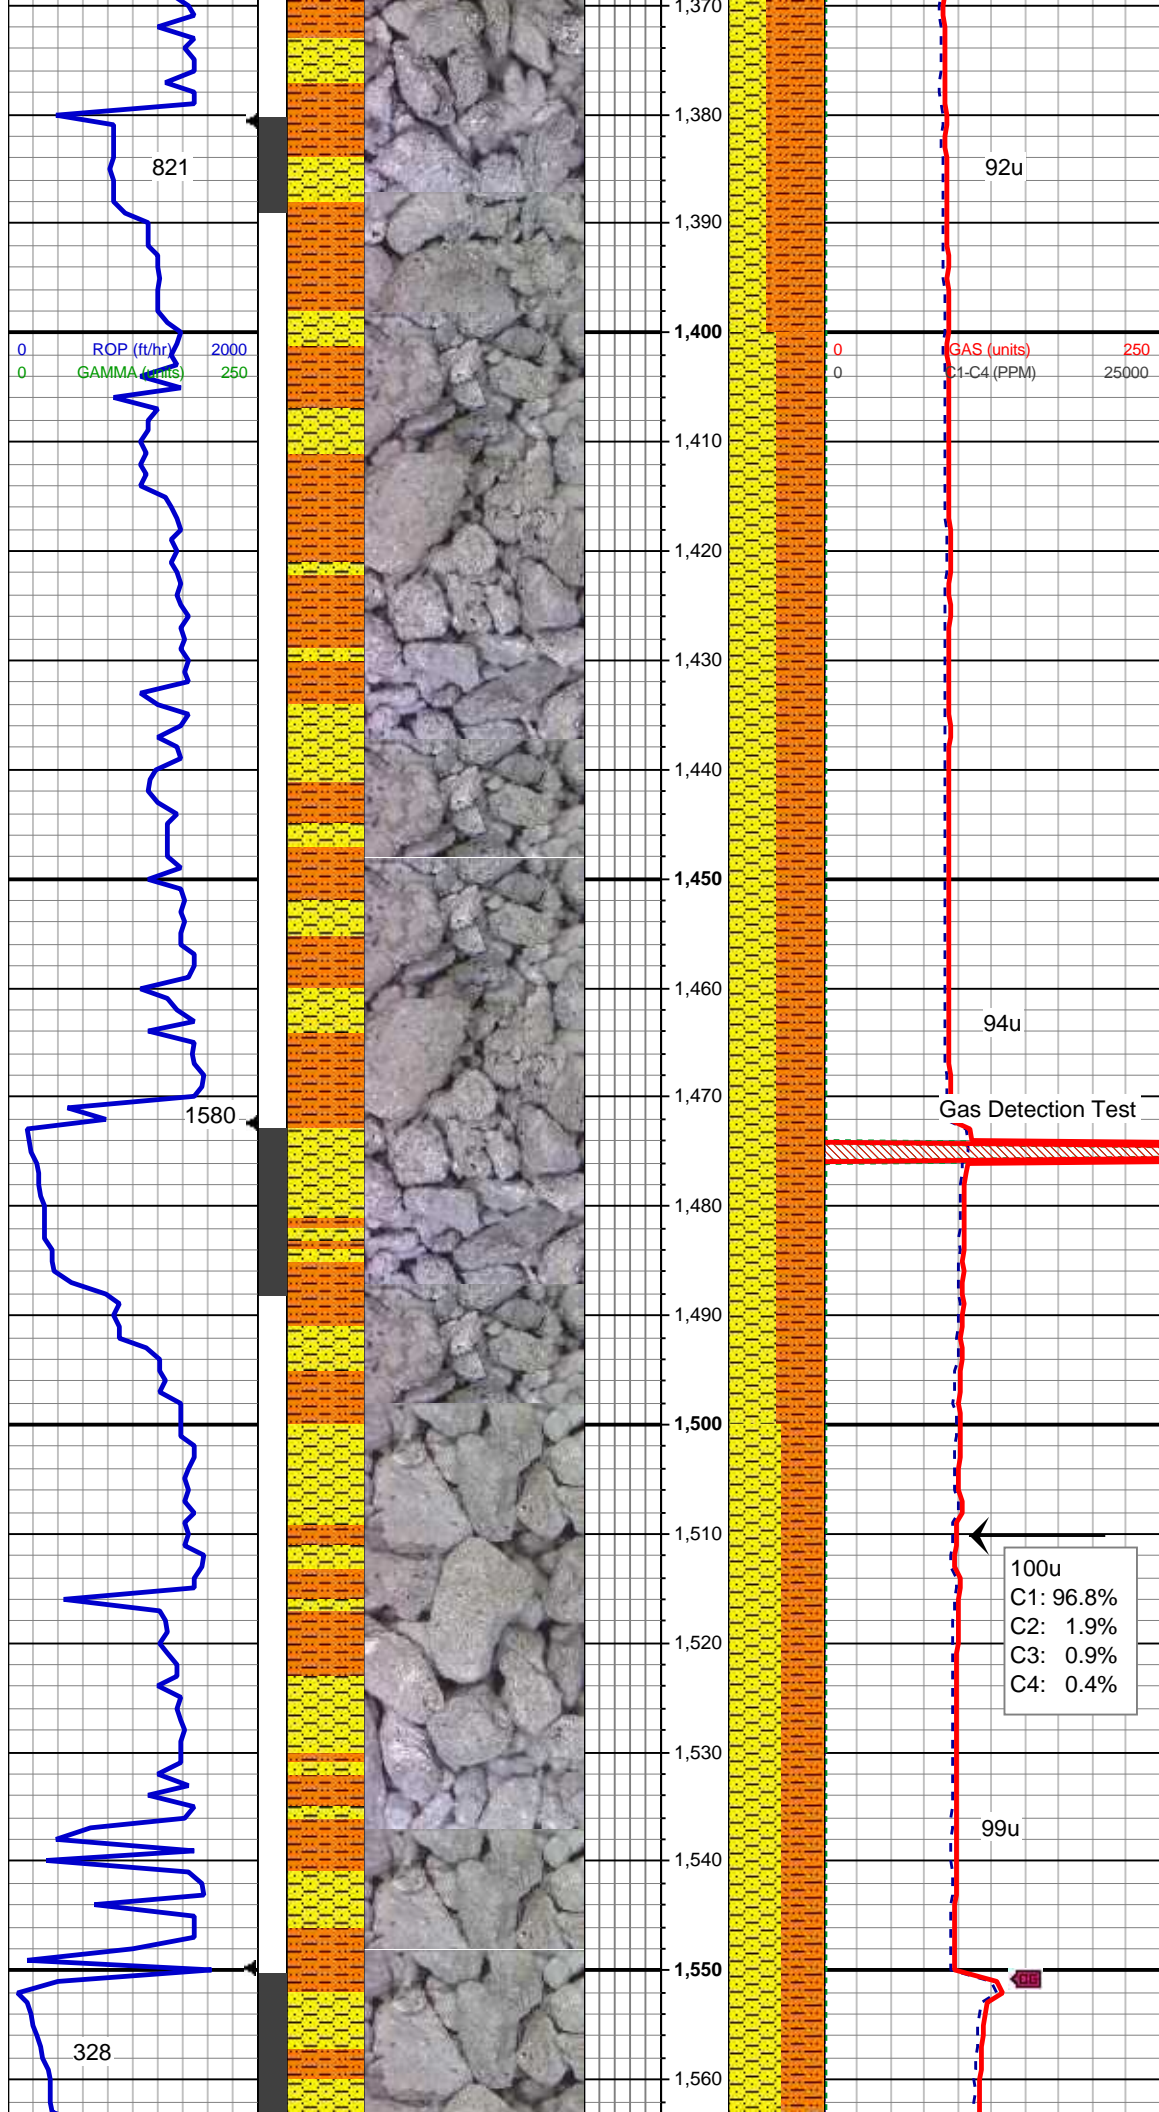 1,370
1,380
821
92u
1,390
1,400
0 ROP (ft/hr) 2000
0 GAS (units) 250
0 GAMMA (units) 250
0 C1-C4 (PPM) 25000
1,410
1,420
1,430
1,440
1,450
1,460
94u
1,470
1580
Gas Detection Test
1,480
1,490
1,500
1,510
100u
C1: 96.8%
C2: 1.9%
C3: 0.9%
C4: 0.4%
1,520
1,530
99u
1,540
1,550
328
1,560